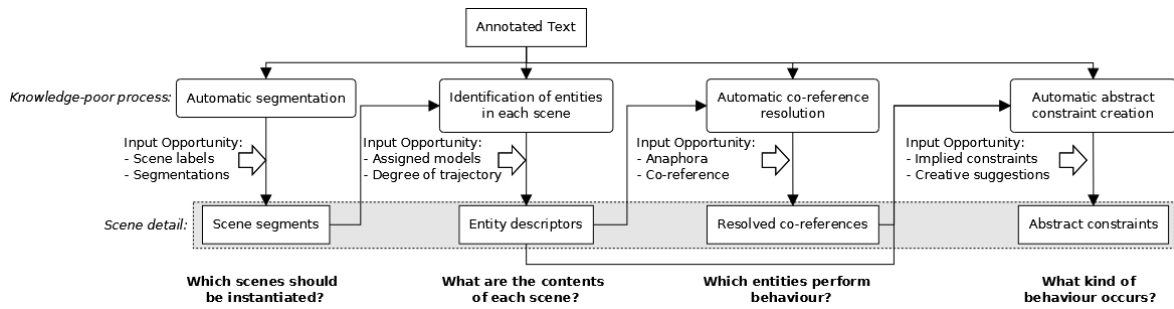 Annotated Text
Knowledge-poor process:
Automatic segmentation
Identification of entities
in each scene
Automatic co-reference
resolution
Automatic abstract
constraint creation
Input Opportunity:
- Scene labels
- Segmentations
Input Opportunity:
- Assigned models
- Degree of trajectory
Input Opportunity:
- Anaphora
- Co-reference
Input Opportunity:
- Implied constraints
- Creative suggestions
Scene detail:
Scene segments
Entity descriptors
Resolved co-references
Abstract constraints
Which scenes should
be instantiated?
What are the contents
of each scene?
Which entities perform
behaviour?
What kind of
behaviour occurs?